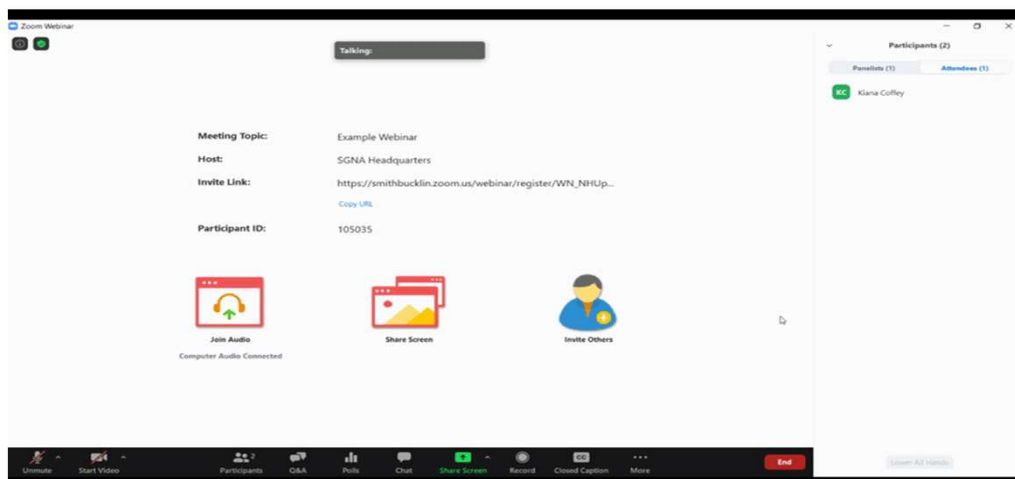 Zoom Webinar
Talking:
Participants (2)
Panelists (1) Attendees (1)
KC Kiana Coffey
Meeting Topic: Example Webinar
Host: SGNA Headquarters
Invite Link: https://smithbucklin.zoom.us/webinar/register/WN_NHUp...
Copy URL
Participant ID: 105035
Join Audio Share Screen Invite Others
Computer Audio Connected
Unmute Start Video Participants 2 Q&A Polls Chat Share Screen Record CC Closed Caption More End
Lower All Hands